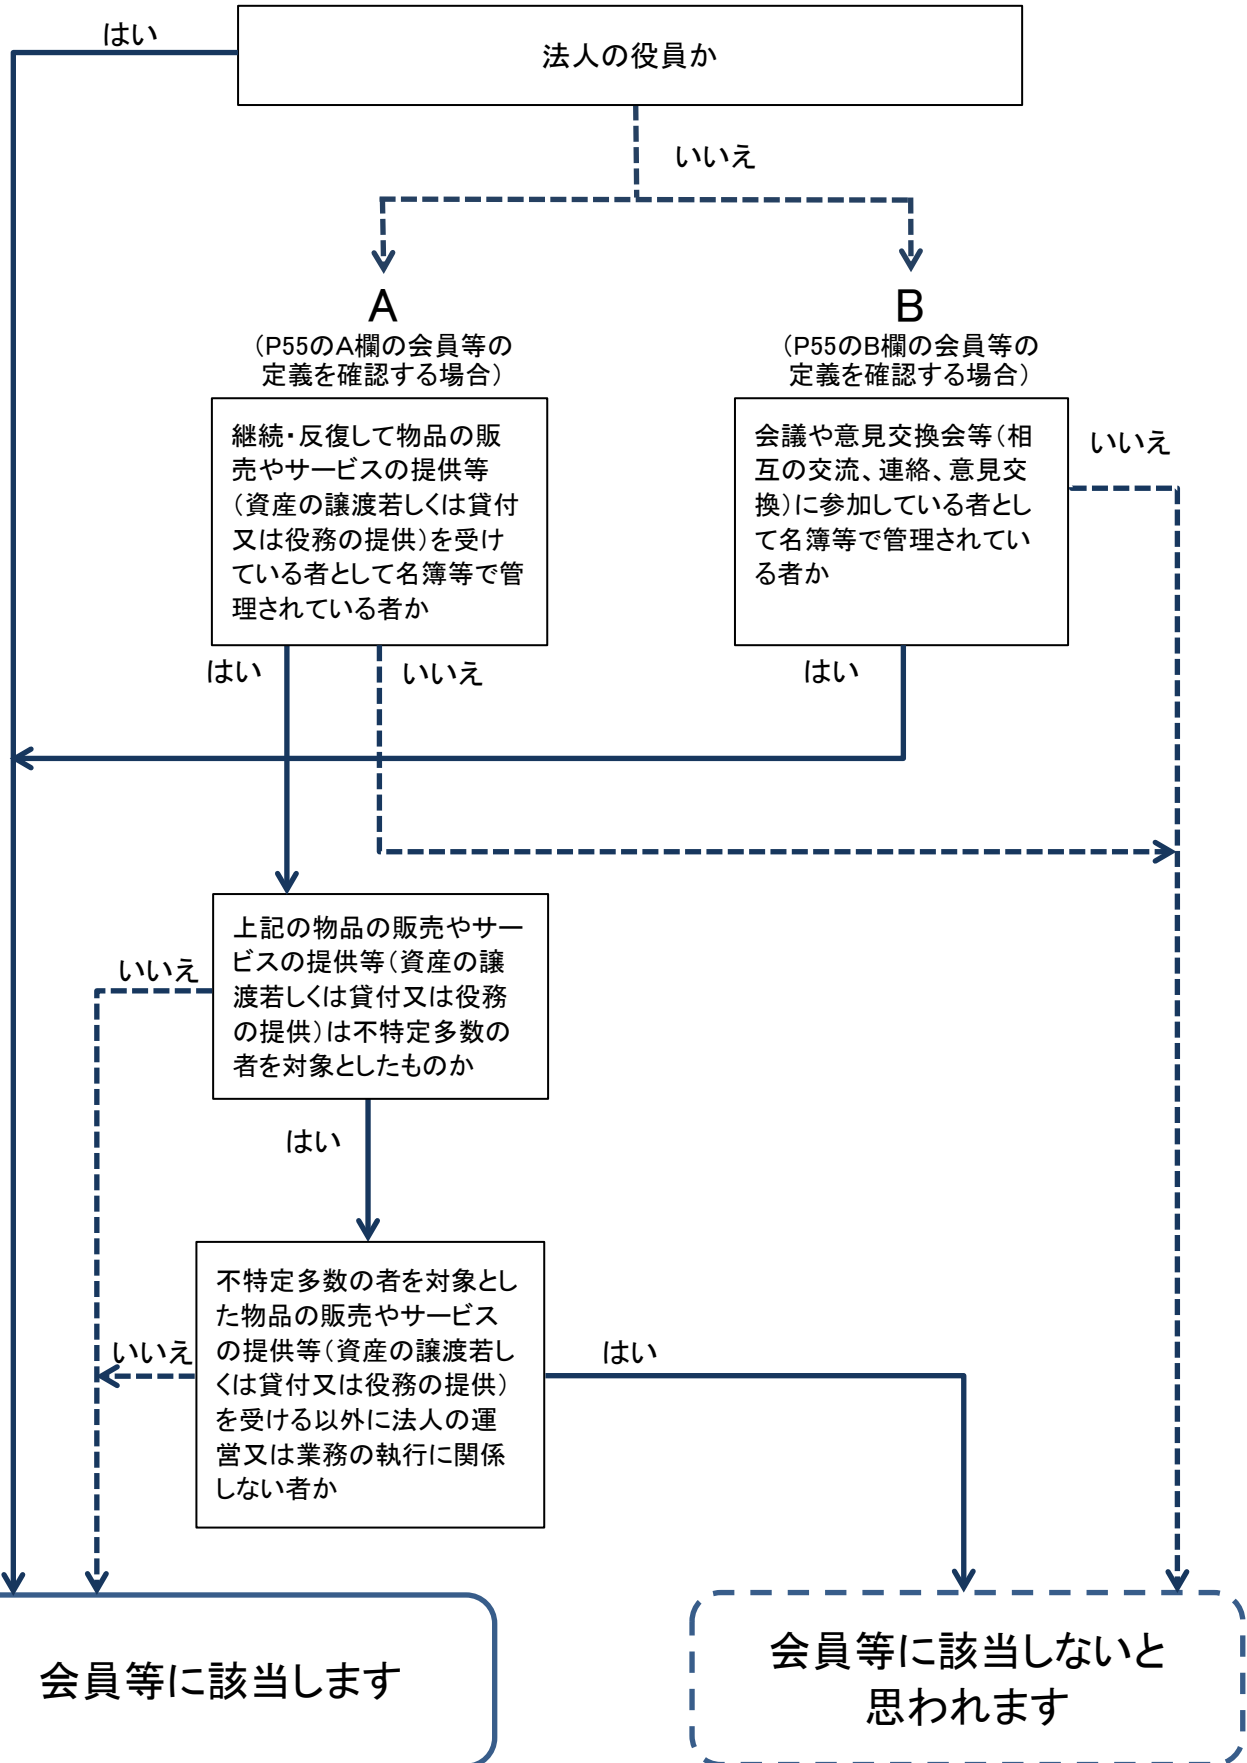 はい
法人の役員か
いいえ
A
（P55のA欄の会員等の
定義を確認する場合）
B
（P55のB欄の会員等の
定義を確認する場合）
継続・反復して物品の販
売やサービスの提供等
（資産の譲渡若しくは貸付
又は役務の提供）を受け
ている者として名簿等で管
理されている者か
会議や意見交換会等（相
互の交流、連絡、意見交
換）に参加している者とし
て名簿等で管理されてい
る者か
いいえ
はい
いいえ
はい
上記の物品の販売やサー
ビスの提供等（資産の譲
渡若しくは貸付又は役務
の提供）は不特定多数の
者を対象としたものか
いいえ
はい
不特定多数の者を対象とし
た物品の販売やサービス
の提供等（資産の譲渡若し
くは貸付又は役務の提供）
を受ける以外に法人の運
営又は業務の執行に関係
しない者か
いいえ
はい
会員等に該当します
会員等に該当しないと
思われます